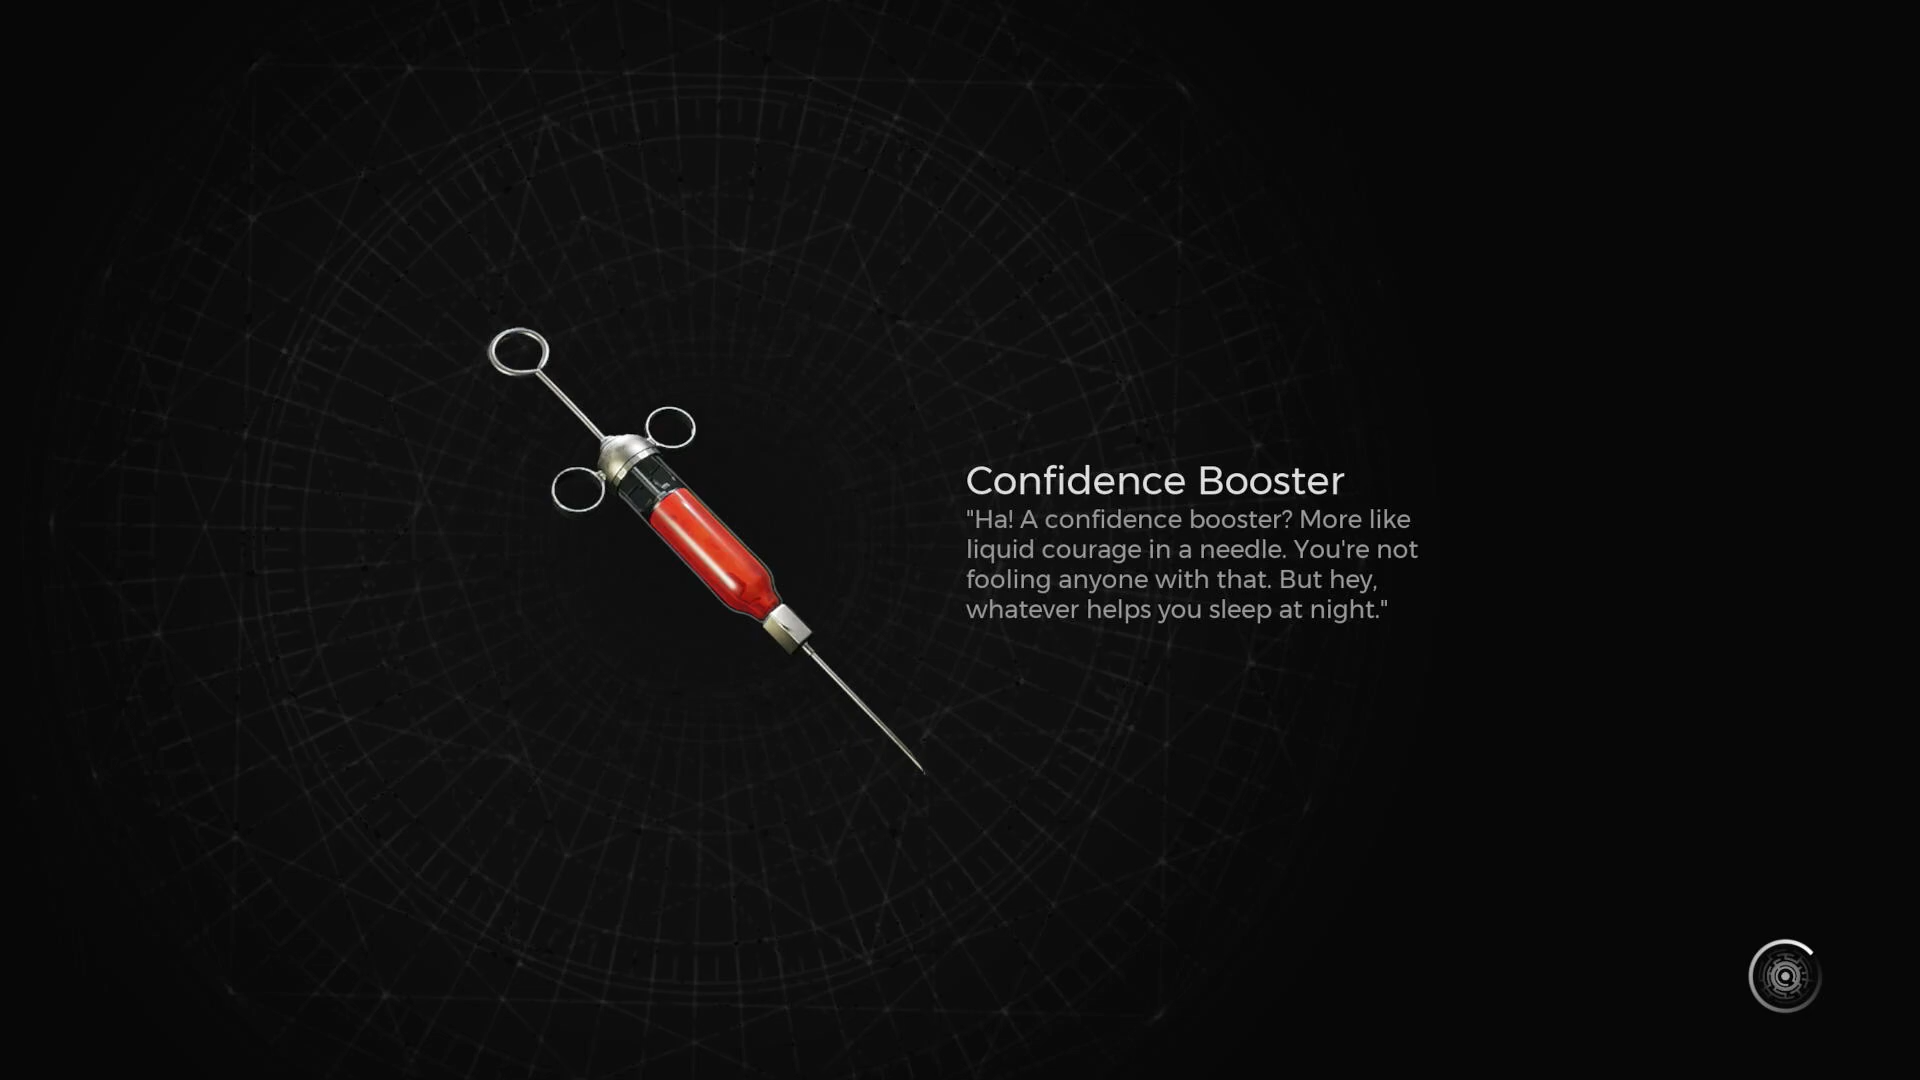 Confidence Booster
"Ha! A confidence booster? More like
liquid courage in a needle. You're not
fooling anyone with that. But hey,
whatever helps you sleep at night."